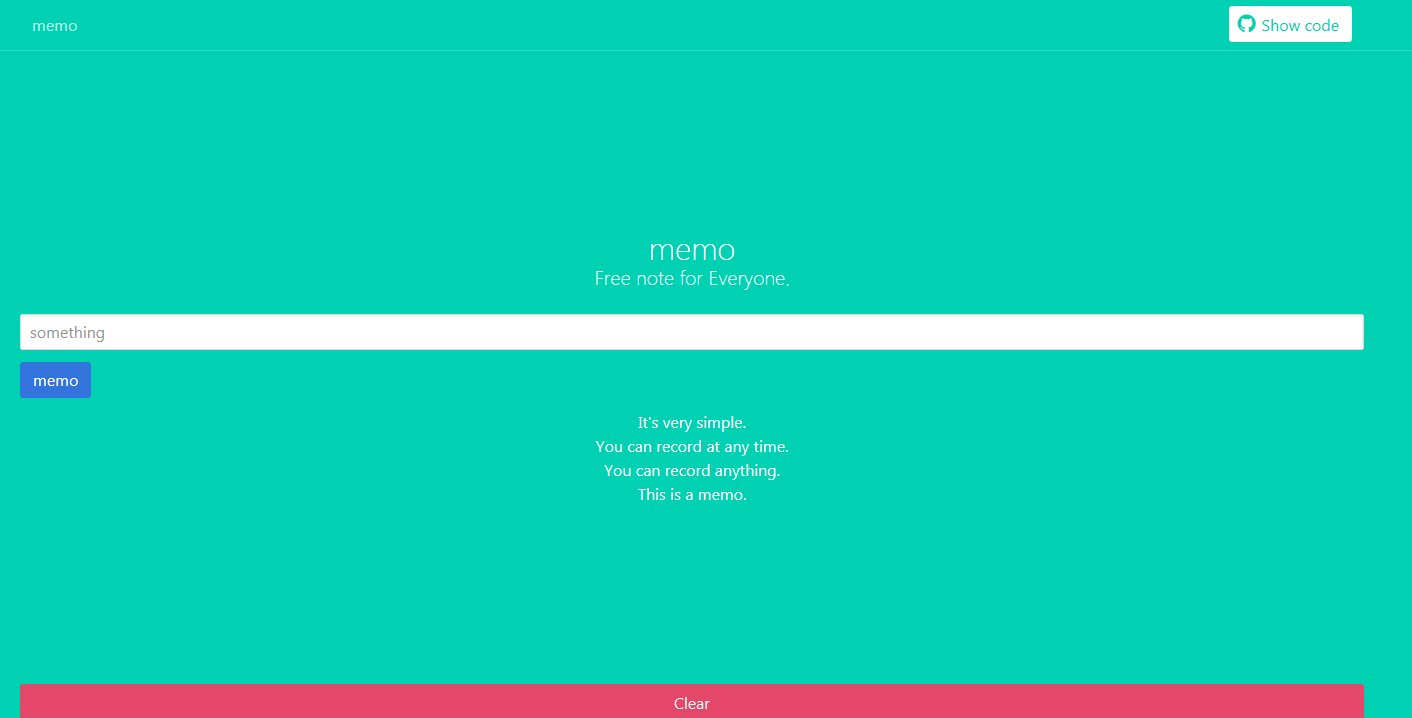 memo
Show code
memo
Free note for Everyone.
something
memo
It's very simple.
You can record at any time.
You can record anything.
This is a memo.
Clear